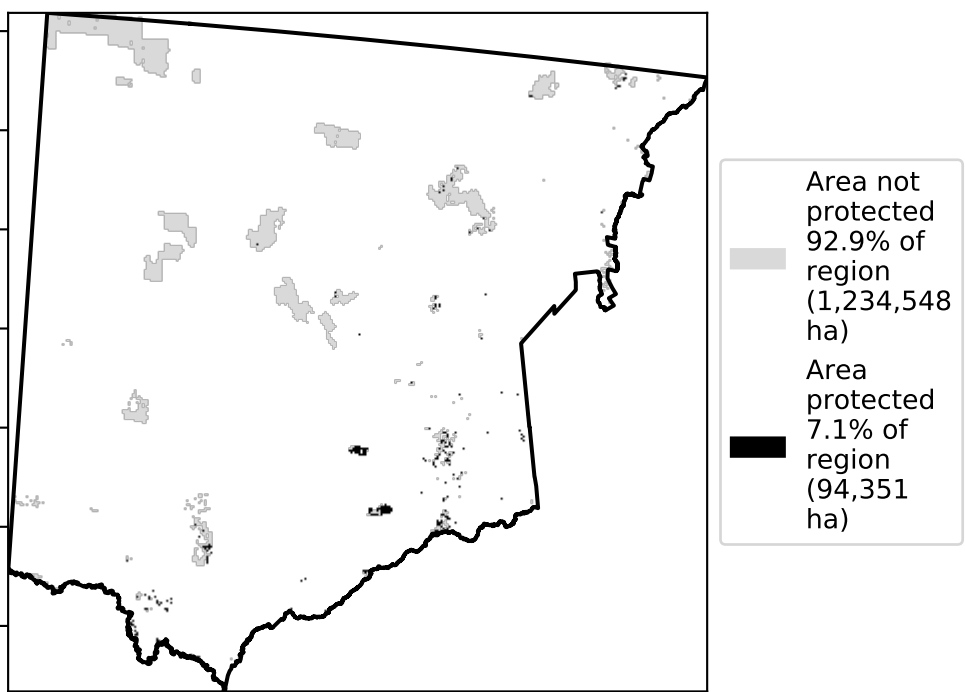 Area not
protected
92.9% of
region
(1,234,548
ha)
Area
protected
7.1% of
region
(94,351
ha)